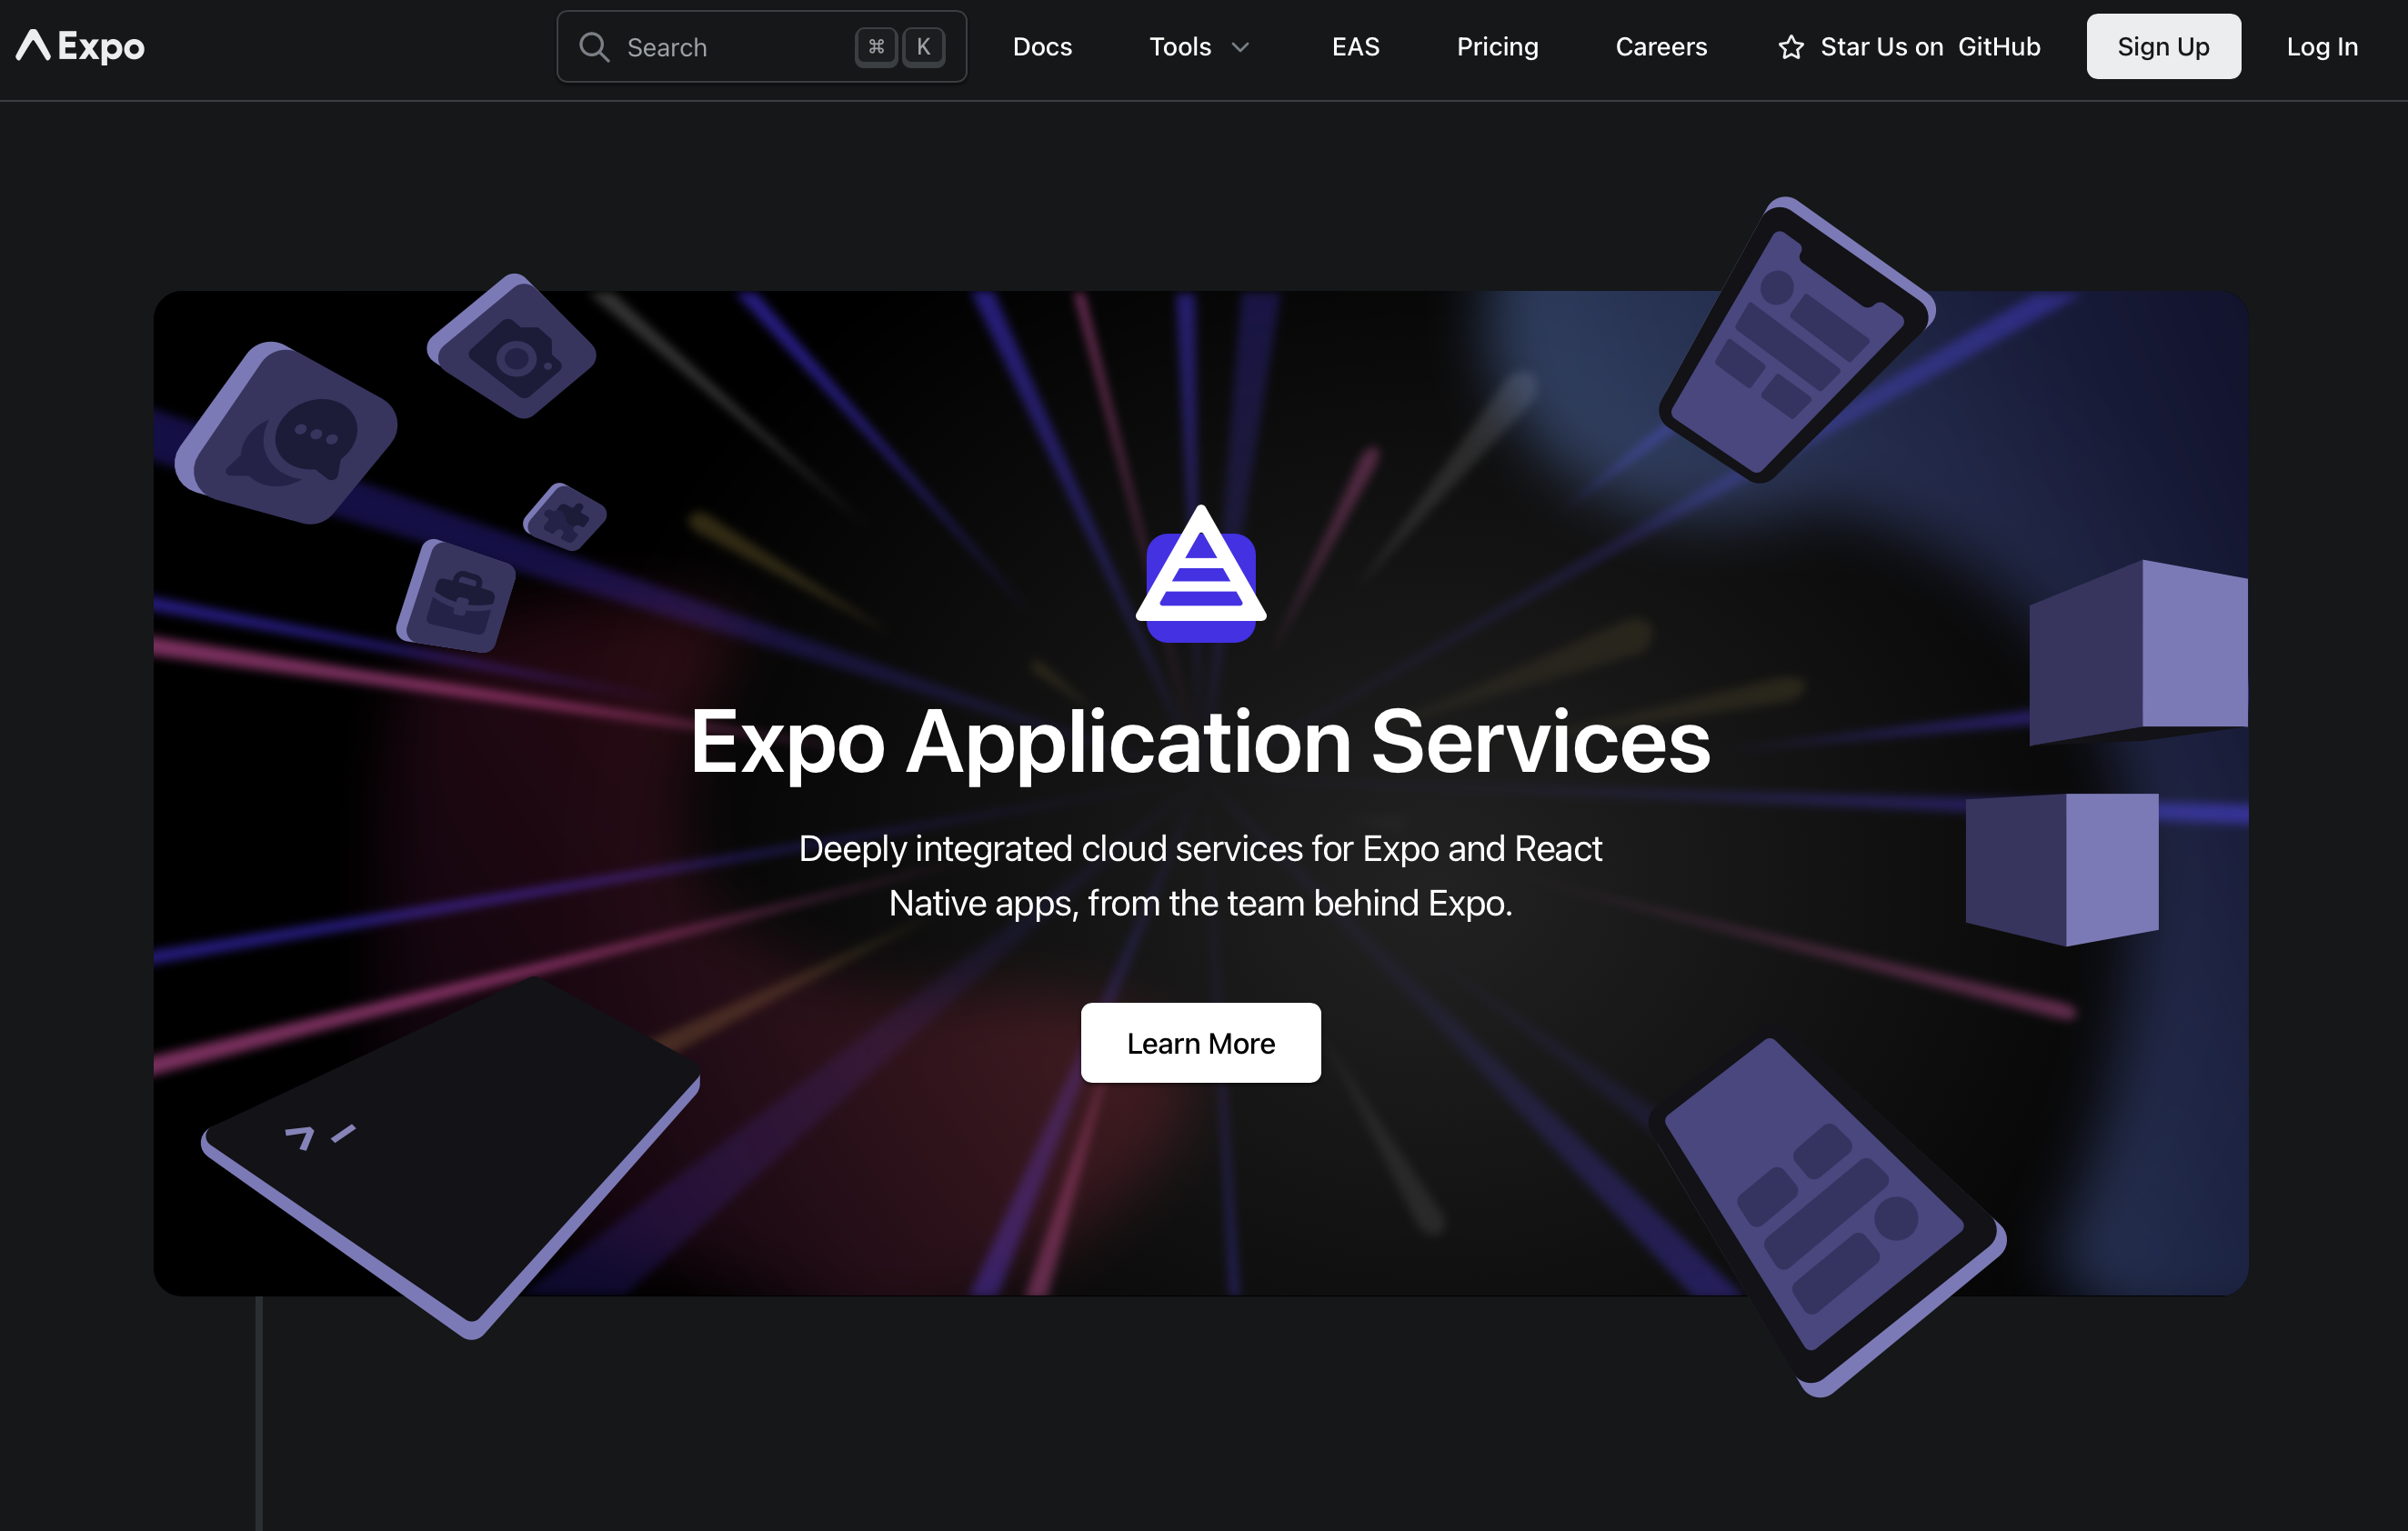 Expo
Search ⌘ K
Docs
Tools
EAS
Pricing
Careers
Star Us on GitHub
Sign Up
Log In
Expo Application Services
Deeply integrated cloud services for Expo and React
Native apps, from the team behind Expo.
Learn More